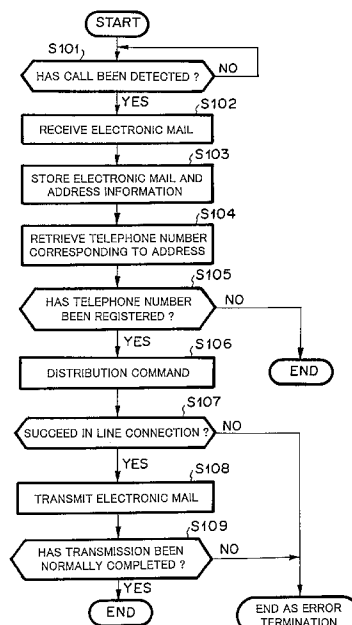 START
S101
HAS CALL BEEN DETECTED ?
NO
YES
S102
RECEIVE ELECTRONIC MAIL
S103
STORE ELECTRONIC MAIL AND
ADDRESS INFORMATION
S104
RETRIEVE TELEPHONE NUMBER
CORRESPONDING TO ADDRESS
S105
HAS TELEPHONE NUMBER
BEEN REGISTERED ?
NO
YES
END
S106
DISTRIBUTION COMMAND
S107
SUCCEED IN LINE CONNECTION ?
NO
YES
S108
TRANSMIT ELECTRONIC MAIL
S109
HAS TRANSMISSION BEEN
NORMALLY COMPLETED ?
NO
YES
END
END AS ERROR
TERMINATION